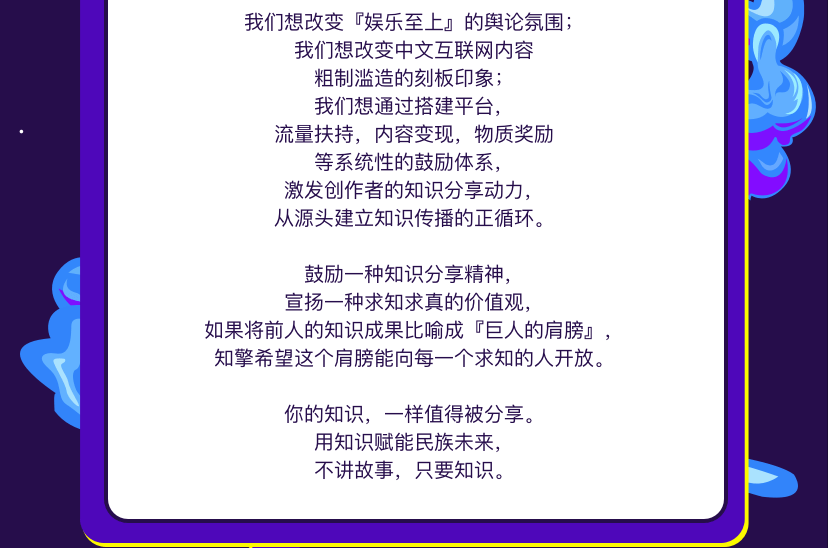 我们想改变『娱乐至上』的舆论氛围；
我们想改变中文互联网内容
粗制滥造的刻板印象；
我们想通过搭建平台，
流量扶持，内容变现，物质奖励
等系统性的鼓励体系，
激发创作者的知识分享动力，
从源头建立知识传播的正循环。
鼓励一种知识分享精神，
宣扬一种求知求真的价值观，
如果将前人的知识成果比喻成『巨人的肩膀』，
知擎希望这个肩膀能向每一个求知的人开放。
你的知识，一样值得被分享。
用知识赋能民族未来，
不讲故事，只要知识。